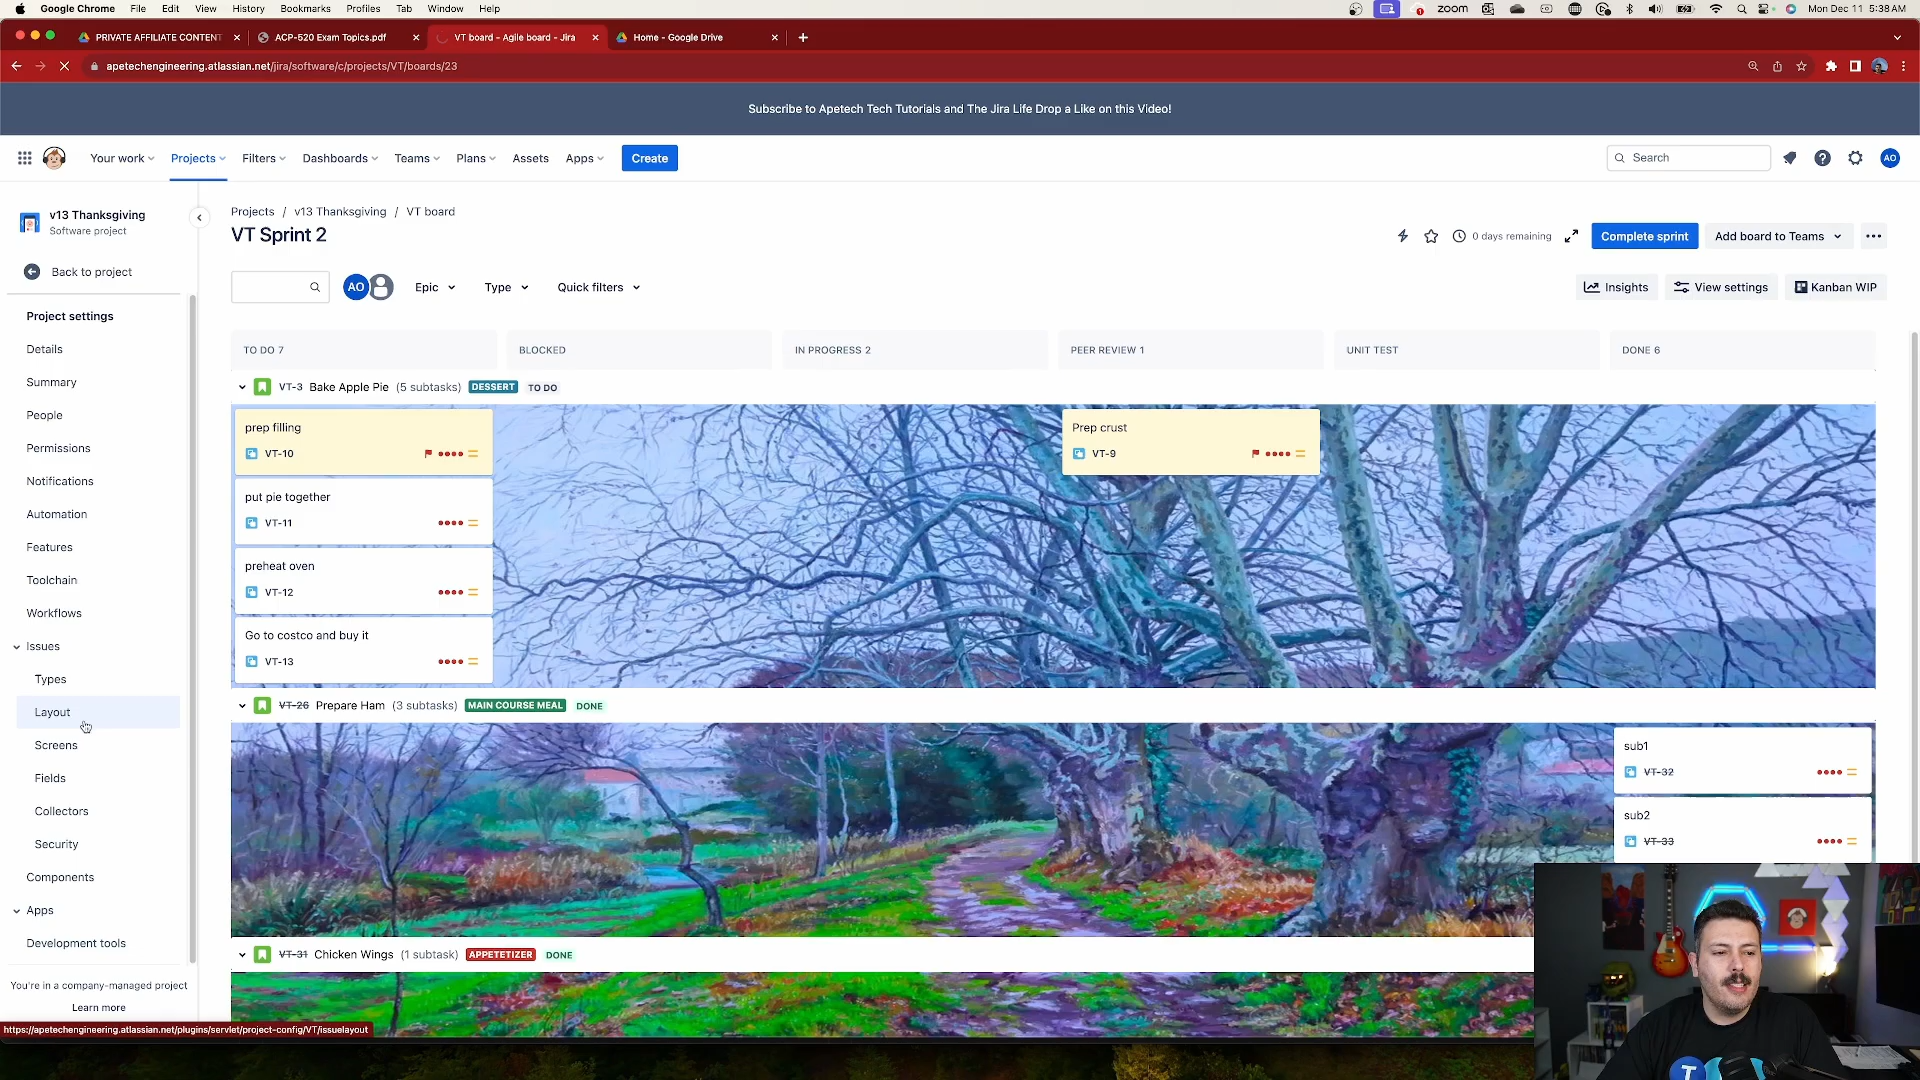 Google Chrome File Edit View History Bookmarks Profiles Tab Window Help
zoom Mon Dec 11 5:38 AM
PRIVATE AFFILIATE CONTENT
ACP-520 Exam Topics.pdf
VT board - Agile board - Jira
Home - Google Drive
apetechengineering.atlassian.net/jira/software/c/projects/VT/boards/23
Subscribe to Apetech Tech Tutorials and The Jira Life Drop a Like on this Video!
Your work Projects Filters Dashboards Teams Plans Assets Apps Create
Search
AO
v13 Thanksgiving
Software project
Back to project
Project settings
Details
Summary
People
Permissions
Notifications
Automation
Features
Toolchain
Workflows
Issues
Types
Layout
Screens
Fields
Collectors
Security
Components
Apps
Development tools
You're in a company-managed project
Learn more
https://apetechengineering.atlassian.net/plugins/servlet/project-config/VT/issuelayout
Projects / v13 Thanksgiving / VT board
VT Sprint 2
0 days remaining
Complete sprint
Add board to Teams
AO
Epic
Type
Quick filters
Insights
View settings
Kanban WIP
TO DO 7
BLOCKED
IN PROGRESS 2
PEER REVIEW 1
UNIT TEST
DONE 6
VT-3 Bake Apple Pie (5 subtasks) DESSERT TO DO
prep filling
VT-10
Prep crust
VT-9
put pie together
VT-11
preheat oven
VT-12
Go to costco and buy it
VT-13
VT-26 Prepare Ham (3 subtasks) MAIN COURSE MEAL DONE
sub1
VT-32
sub2
VT-33
VT-31 Chicken Wings (1 subtask) APPETETIZER DONE